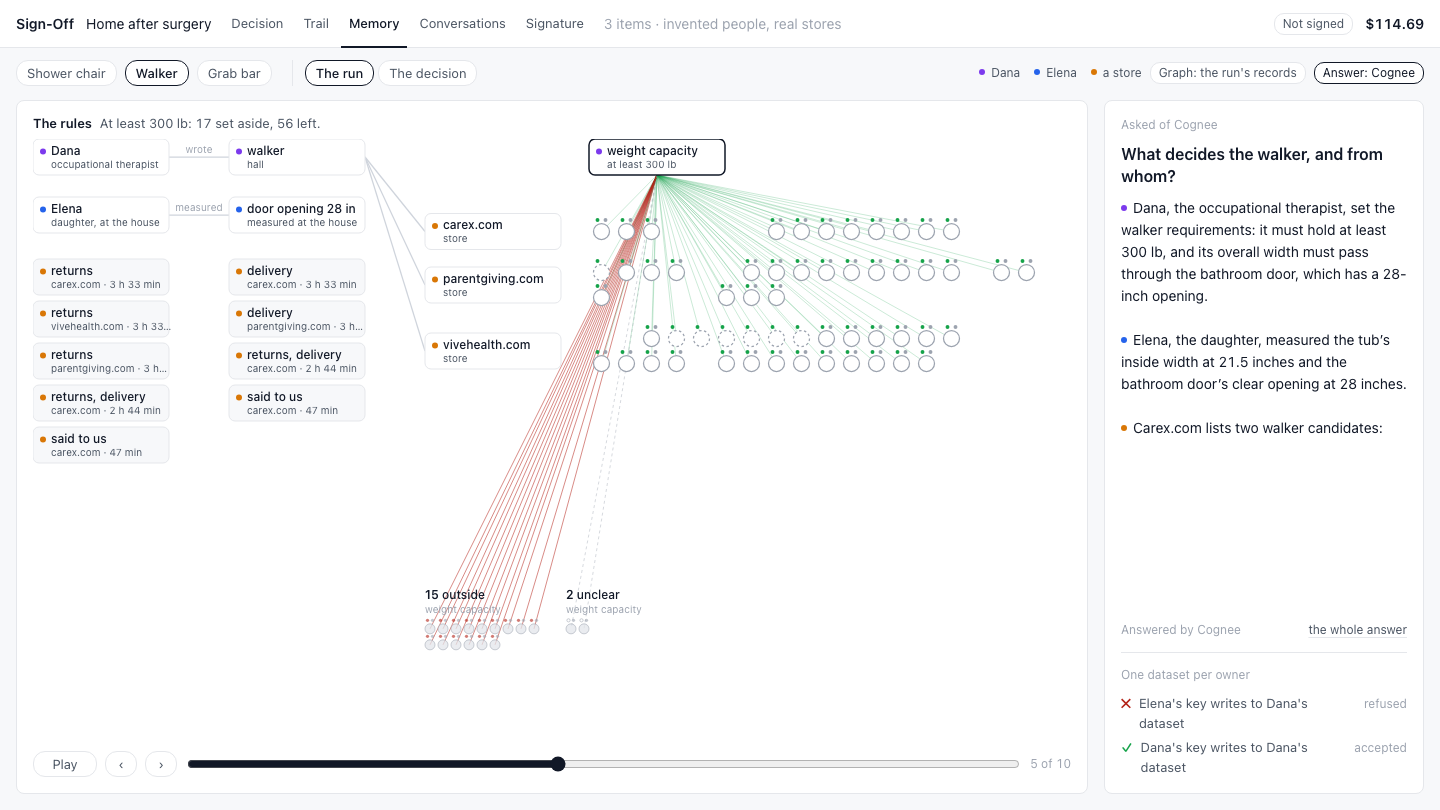 Sign-Off Home after surgery Decision Trail Memory Conversations Signature 3 items · invented people, real stores Not signed $114.69
Shower chair Walker Grab bar The run The decision Dana Elena a store Graph: the run's records Answer: Cognee
The rules At least 300 lb: 17 set aside, 56 left.
Dana
occupational therapist
wrote
walker
hall
weight capacity
at least 300 lb
Elena
daughter, at the house
measured
door opening 28 in
measured at the house
carex.com
store
parentgiving.com
store
vivehealth.com
store
returns
carex.com · 3 h 33 min
delivery
carex.com · 3 h 33 min
returns
vivehealth.com · 3 h 33...
delivery
parentgiving.com · 3 h...
returns
parentgiving.com · 3 h...
returns, delivery
carex.com · 2 h 44 min
returns, delivery
carex.com · 2 h 44 min
said to us
carex.com · 47 min
said to us
carex.com · 47 min
15 outside
weight capacity
2 unclear
weight capacity
Play ‹ › 5 of 10
Asked of Cognee
What decides the walker, and from
whom?
Dana, the occupational therapist, set the
walker requirements: it must hold at least
300 lb, and its overall width must pass
through the bathroom door, which has a 28-
inch opening.
Elena, the daughter, measured the tub’s
inside width at 21.5 inches and the
bathroom door’s clear opening at 28 inches.
Carex.com lists two walker candidates:
Answered by Cognee the whole answer
One dataset per owner
Elena's key writes to Dana's refused
dataset
Dana's key writes to Dana's accepted
dataset